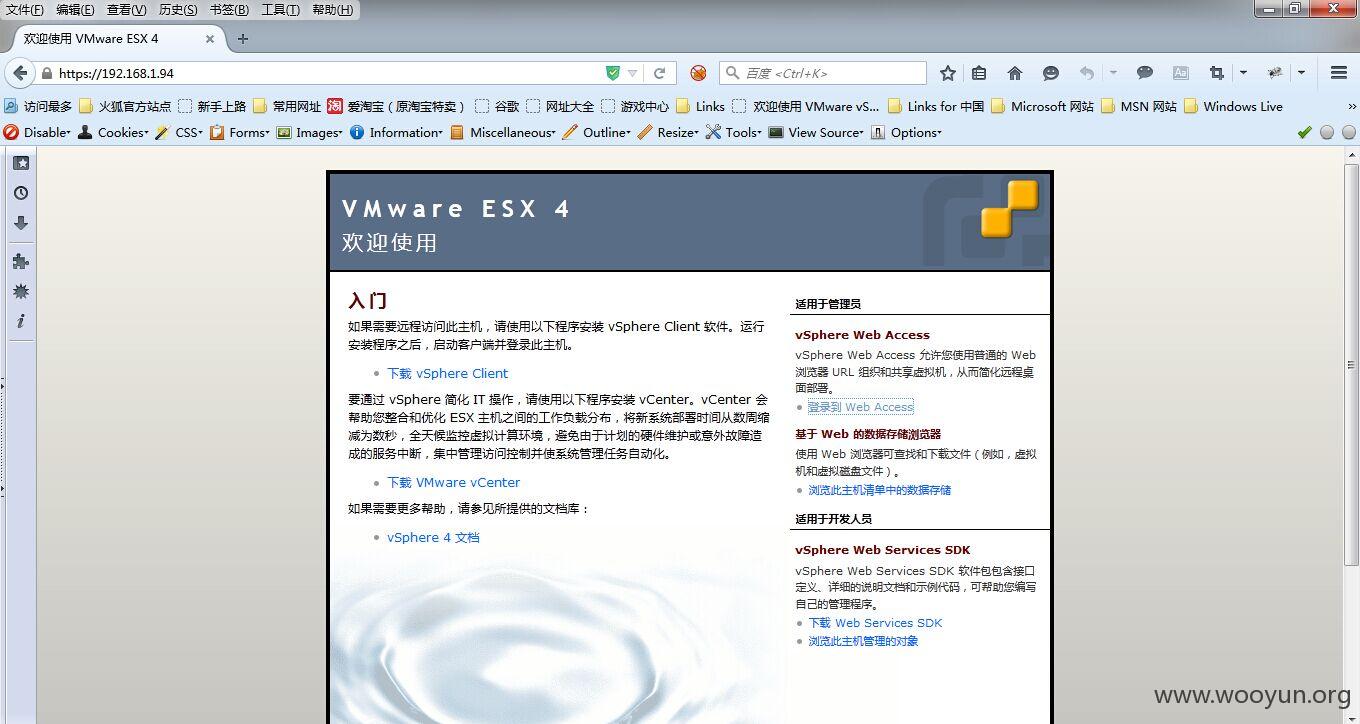 文件(F) 编辑(E) 查看(V) 历史(S) 书签(B) 工具(T) 帮助(H)
欢迎使用 VMware ESX 4
https://192.168.1.94
百度 <Ctrl+K>
访问最多 火狐官方站点 新手上路 常用网址 淘 爱淘宝（原淘宝特卖） 谷歌 网址大全 游戏中心 Links 欢迎使用 VMware vS... Links for 中国 Microsoft 网站 MSN 网站 Windows Live
Disable Cookies CSS Forms Images Information Miscellaneous Outline Resize Tools View Source Options
VMware ESX 4
欢迎使用
入门
如果需要远程访问此主机，请使用以下程序安装 vSphere Client 软件。运行
安装程序之后，启动客户端并登录此主机。
下载 vSphere Client
要通过 vSphere 简化 IT 操作，请使用以下程序安装 vCenter。vCenter 会
帮助您整合和优化 ESX 主机之间的工作负载分布，将新系统部署时间从数周缩
减为数秒，全天候监控虚拟计算环境，避免由于计划的硬件维护或意外故障造
成的服务中断，集中管理访问控制并使系统管理任务自动化。
下载 VMware vCenter
如果需要更多帮助，请参见所提供的文档库：
vSphere 4 文档
适用于管理员
vSphere Web Access
vSphere Web Access 允许您使用普通的 Web
浏览器 URL 组织和共享虚拟机，从而简化远程桌
面部署。
登录到 Web Access
基于 Web 的数据存储浏览器
使用 Web 浏览器可查找和下载文件（例如，虚拟
机和虚拟磁盘文件）。
浏览此主机清单中的数据存储
适用于开发人员
vSphere Web Services SDK
vSphere Web Services SDK 软件包包含接口
定义、详细的说明文档和示例代码，可帮助您编写
自己的管理程序。
下载 Web Services SDK
浏览此主机管理的对象
www.wooyun.org